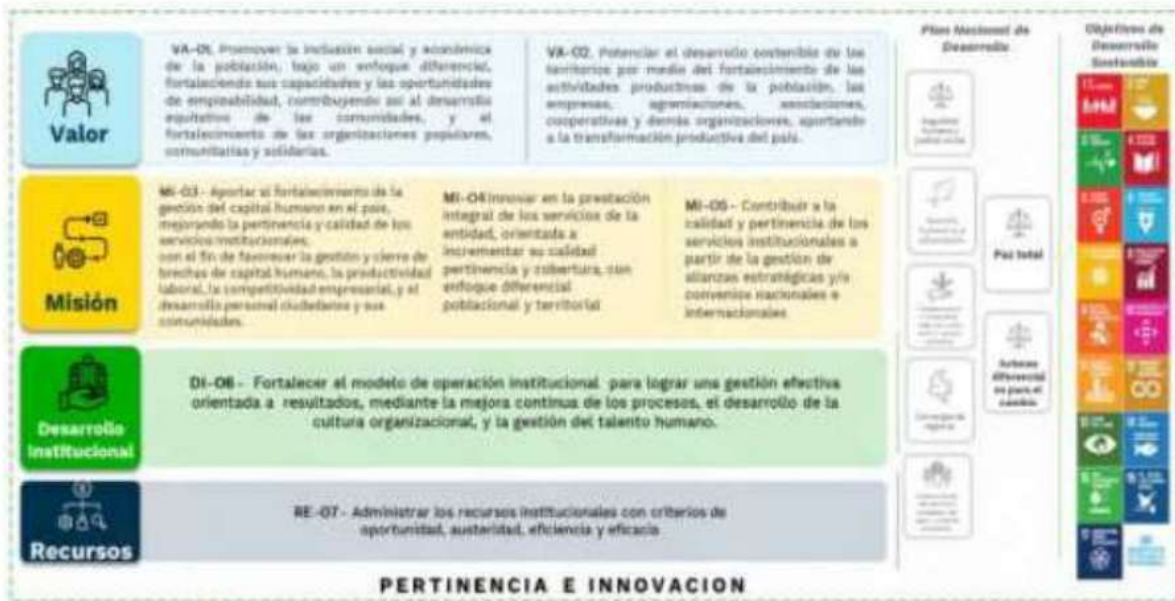 VA-01. Promover la inclusión social y económica
de la población, bajo un enfoque diferencial,
fortaleciendo sus capacidades y las oportunidades
de empleabilidad, contribuyendo así al desarrollo
equitativo de las comunidades, y el
fortalecimiento de las organizaciones populares,
comunitarias y solidarias.
VA-02. Potenciar el desarrollo sostenible de los
territorios por medio del fortalecimiento de las
actividades productivas de la población, las
empresas, agremiaciones, asociaciones,
cooperativas y demás organizaciones, aportando
a la transformación productiva del país.
Valor
MI-03 - Aportar al fortalecimiento de la
gestión del capital humano en el país,
mejorando la pertinencia y calidad de los
servicios institucionales,
con el fin de favorecer la gestión y cierre de
brechas de capital humano, la productividad
laboral, la competitividad empresarial, y el
desarrollo personal ciudadanos y sus
comunidades.
MI-04 Innovar en la prestación
integral de los servicios de la
entidad, orientada a
incrementar su calidad
pertinencia y cobertura, con
enfoque diferencial
poblacional y territorial
MI-05 - Contribuir a la
calidad y pertinencia de los
servicios institucionales a
partir de la gestión de
alianzas estratégicas y/o
convenios nacionales e
internacionales
Misión
DI-06 - Fortalecer el modelo de operación institucional para lograr una gestión efectiva
orientada a resultados, mediante la mejora continua de los procesos, el desarrollo de la
cultura organizacional, y la gestión del talento humano.
Desarrollo
Institucional
RE-07 - Administrar los recursos institucionales con criterios de
oportunidad, austeridad, eficiencia y eficacia
Recursos
PERTINENCIA E INNOVACION
Plan Nacional de
Desarrollo
Paz total
Actores
diferencial
es para el
cambio
Objetivos de
Desarrollo
Sostenible